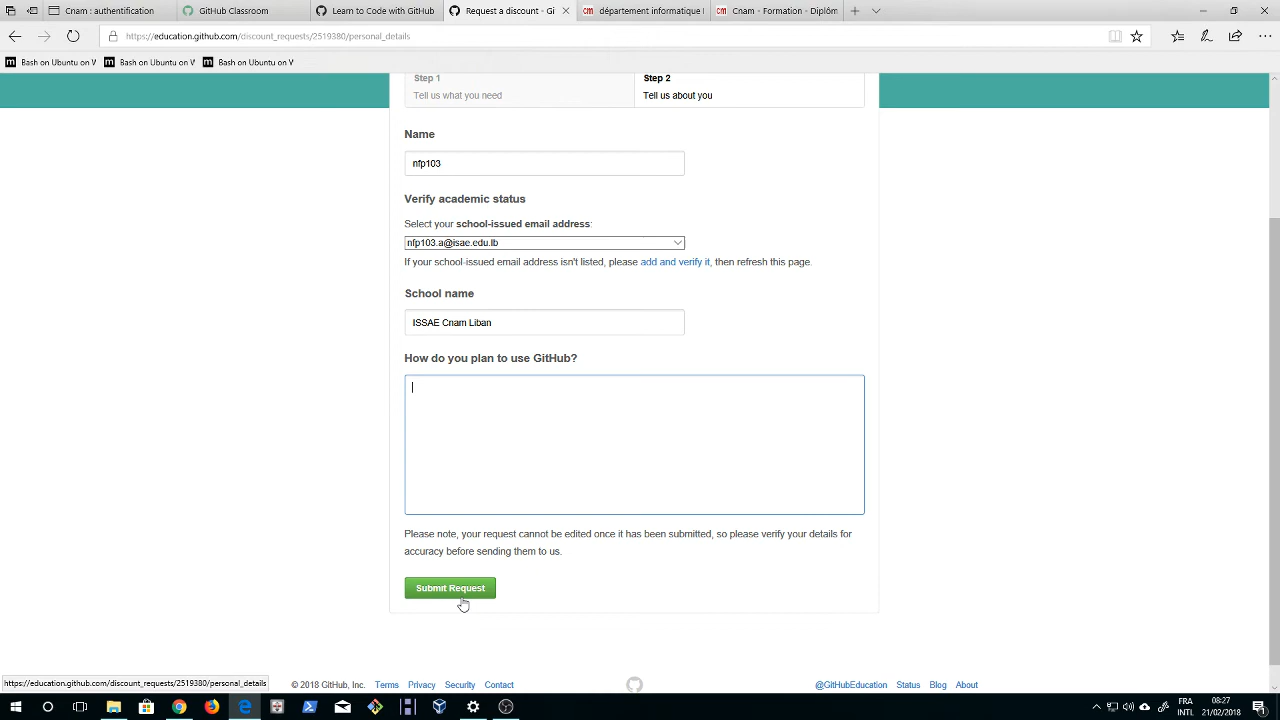 Cnam : authentification
GitHub Classroom
Learn to Code with GitHub
Request a discount - Gi
département informatique I
Cnam - Formation - Diplôm
https://education.github.com/discount_requests/2519380/personal_details
Bash on Ubuntu on V
Bash on Ubuntu on V
Bash on Ubuntu on V
Step 1
Tell us what you need
Step 2
Tell us about you
Name
nfp103
Verify academic status
Select your school-issued email address:
nfp103.a@isae.edu.lb
If your school-issued email address isn't listed, please add and verify it, then refresh this page.
School name
ISSAE Cnam Liban
How do you plan to use GitHub?
Please note, your request cannot be edited once it has been submitted, so please verify your details for
accuracy before sending them to us.
Submit Request
https://education.github.com/discount_requests/2519380/personal_details
© 2018 GitHub, Inc. Terms Privacy Security Contact
@GitHubEducation Status Blog About
FRA
INTL
08:27
21/02/2018